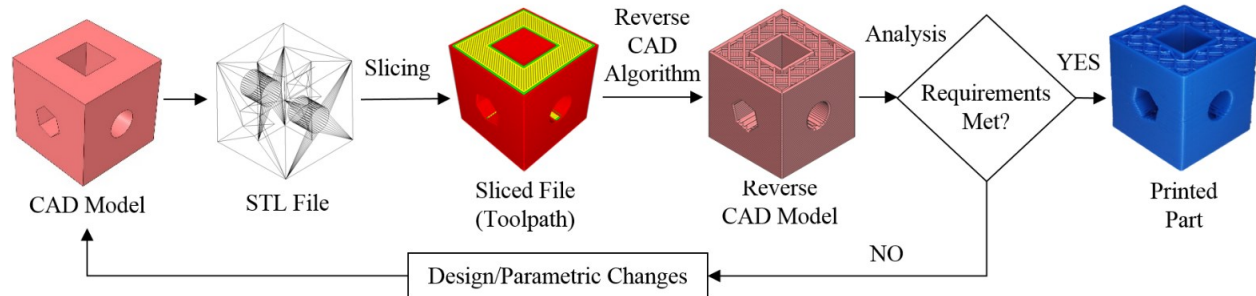 Slicing
Reverse
CAD
Algorithm
Analysis
YES
Requirements
Met?
CAD Model
STL File
Sliced File
(Toolpath)
Reverse
CAD Model
Printed
Part
NO
Design/Parametric Changes